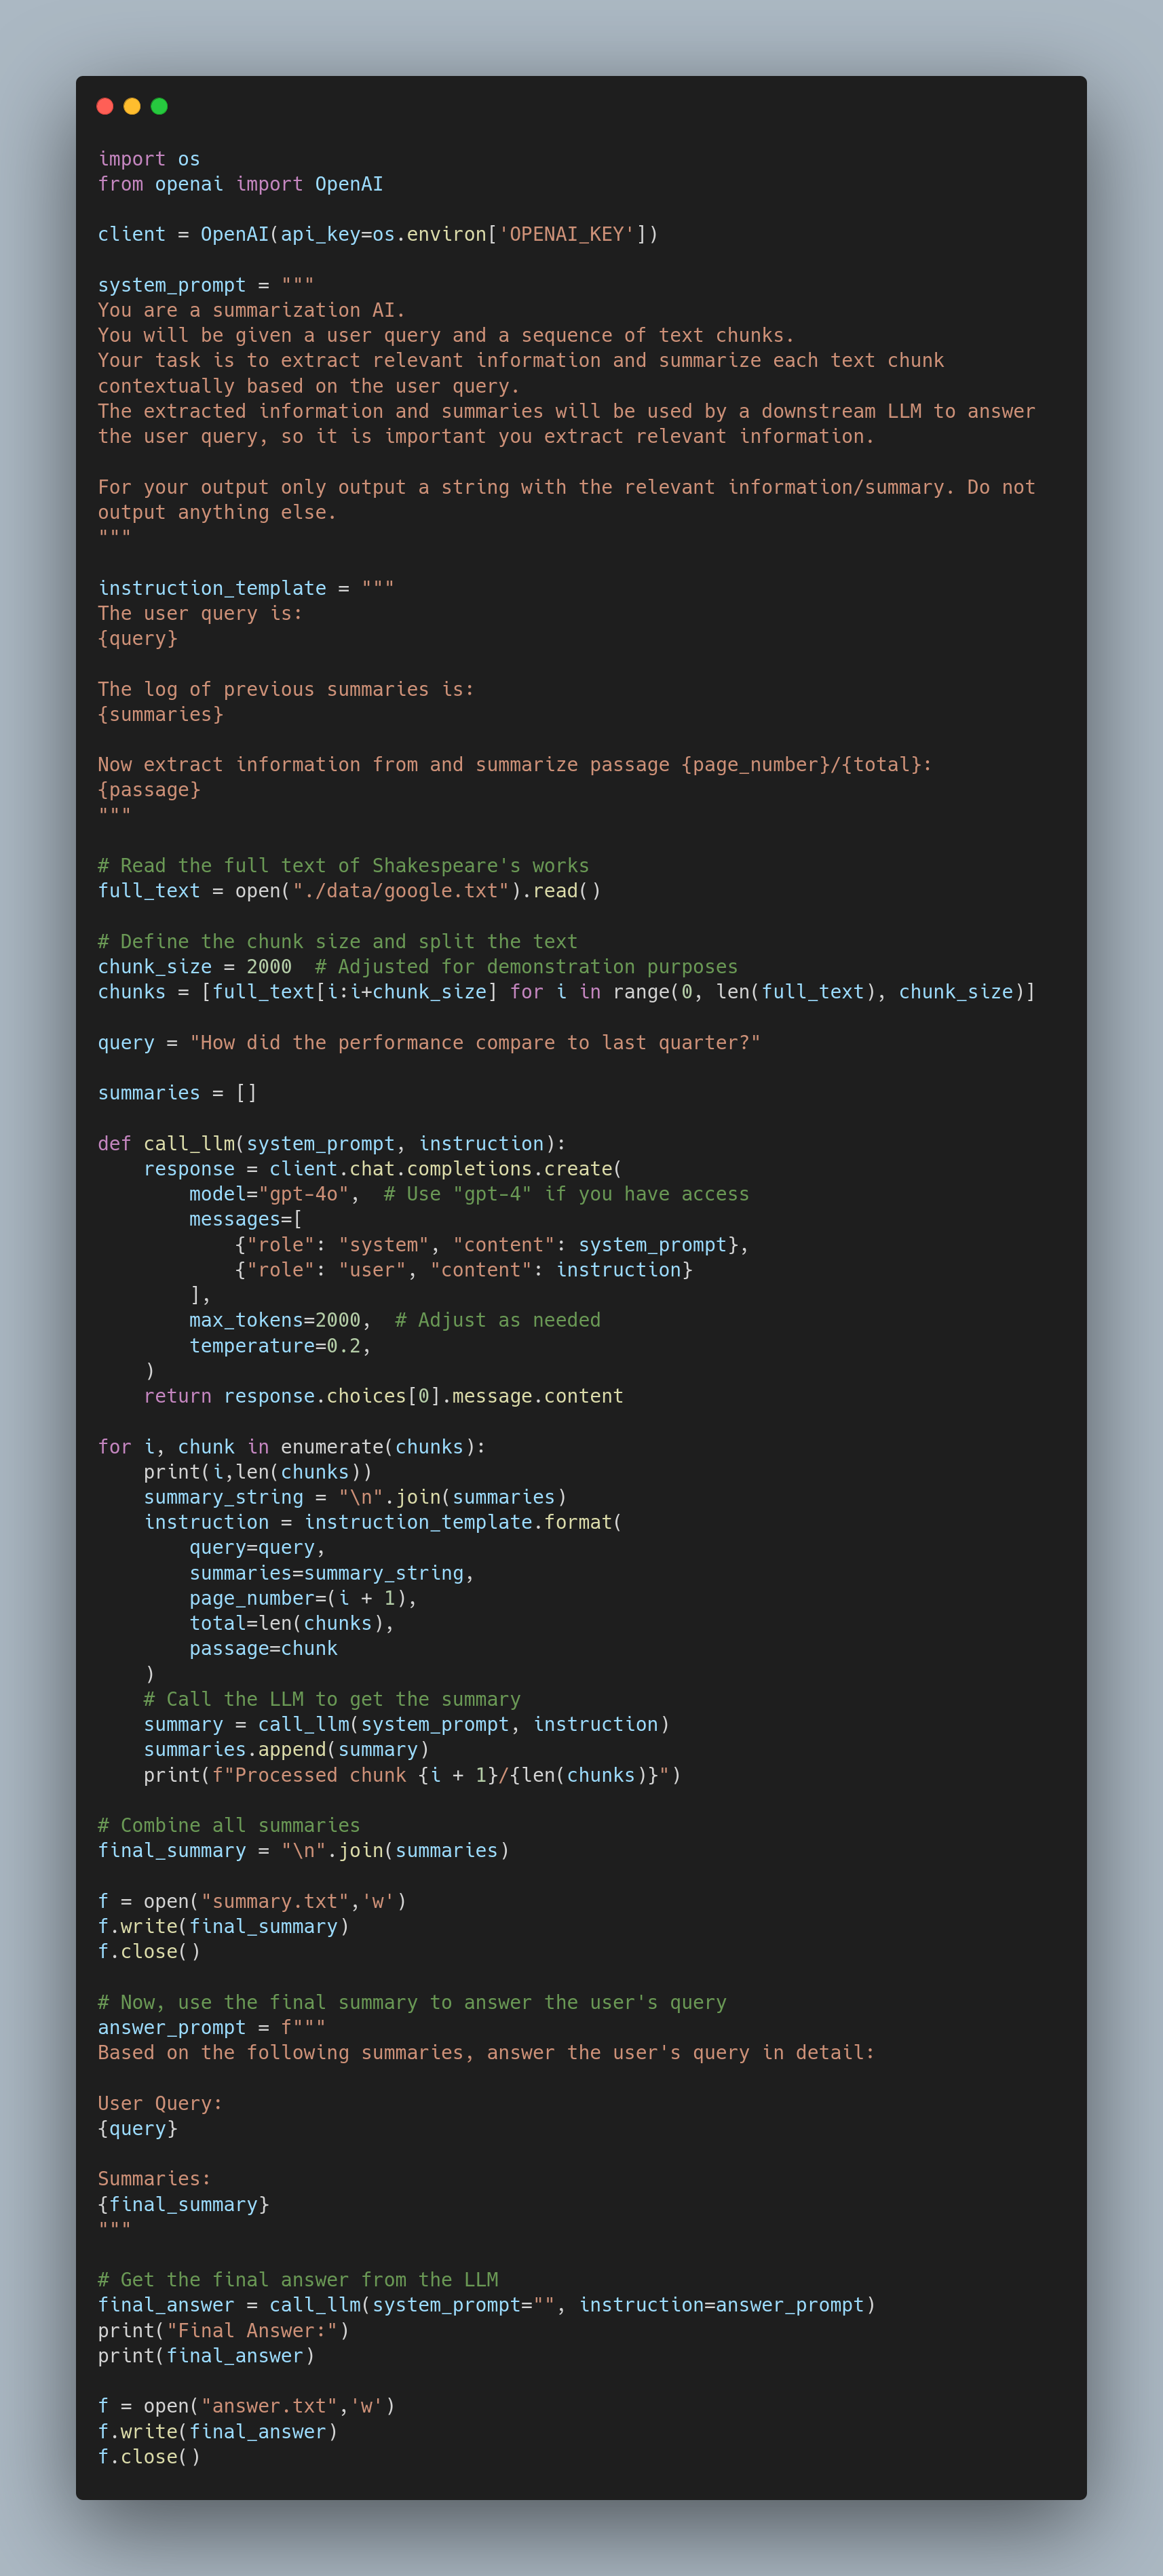 import os
from openai import OpenAI

client = OpenAI(api_key=os.environ['OPENAI_KEY'])

system_prompt = """
You are a summarization AI.
You will be given a user query and a sequence of text chunks.
Your task is to extract relevant information and summarize each text chunk
contextually based on the user query.
The extracted information and summaries will be used by a downstream LLM to answer
the user query, so it is important you extract relevant information.

For your output only output a string with the relevant information/summary. Do not
output anything else.
"""

instruction_template = """
The user query is:
{query}

The log of previous summaries is:
{summaries}

Now extract information from and summarize passage {page_number}/{total}:
{passage}
"""

# Read the full text of Shakespeare's works
full_text = open("./data/google.txt").read()

# Define the chunk size and split the text
chunk_size = 2000  # Adjusted for demonstration purposes
chunks = [full_text[i:i+chunk_size] for i in range(0, len(full_text), chunk_size)]

query = "How did the performance compare to last quarter?"

summaries = []

def call_llm(system_prompt, instruction):
    response = client.chat.completions.create(
        model="gpt-4o",  # Use "gpt-4" if you have access
        messages=[
            {"role": "system", "content": system_prompt},
            {"role": "user", "content": instruction}
        ],
        max_tokens=2000,  # Adjust as needed
        temperature=0.2,
    )
    return response.choices[0].message.content

for i, chunk in enumerate(chunks):
    print(i,len(chunks))
    summary_string = "\n".join(summaries)
    instruction = instruction_template.format(
        query=query,
        summaries=summary_string,
        page_number=(i + 1),
        total=len(chunks),
        passage=chunk
    )
    # Call the LLM to get the summary
    summary = call_llm(system_prompt, instruction)
    summaries.append(summary)
    print(f"Processed chunk {i + 1}/{len(chunks)}")

# Combine all summaries
final_summary = "\n".join(summaries)

f = open("summary.txt",'w')
f.write(final_summary)
f.close()

# Now, use the final summary to answer the user's query
answer_prompt = f"""
Based on the following summaries, answer the user's query in detail:

User Query:
{query}

Summaries:
{final_summary}
"""

# Get the final answer from the LLM
final_answer = call_llm(system_prompt="", instruction=answer_prompt)
print("Final Answer:")
print(final_answer)

f = open("answer.txt",'w')
f.write(final_answer)
f.close()